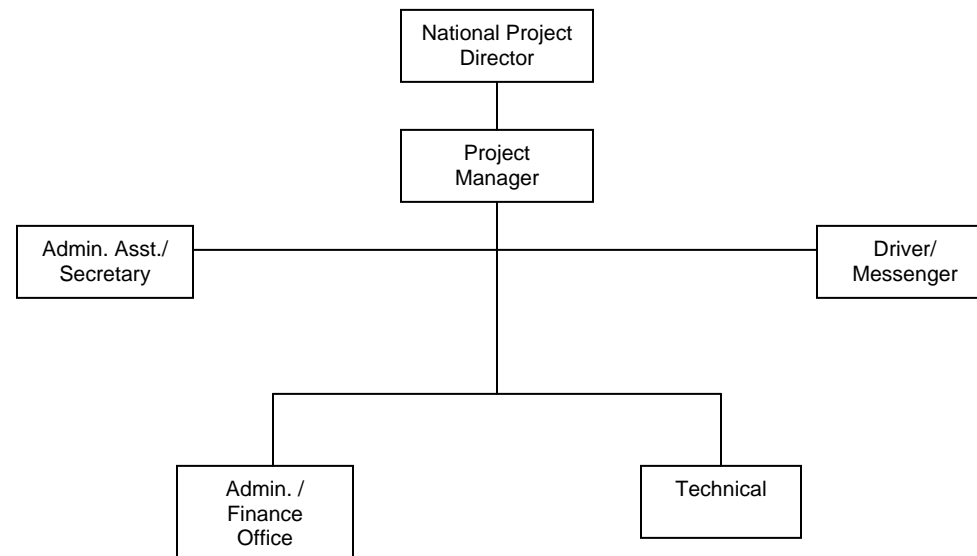 National Project
Director
Project
Manager
Admin. Asst./
Secretary
Driver/
Messenger
Admin. /
Finance
Office
Technical